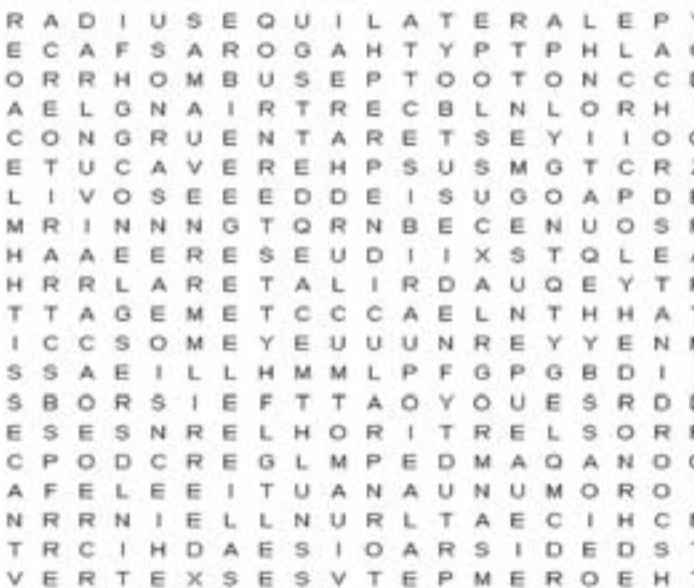 R A D I U S E Q U I L A T E R A L E P
E C A F S A R O G A H T Y P T P H L A
O R R H O M B U S E P T O O T O N C C
A E L G N A I R T R E C B L N L O R H
C O N G R U E N T A R E T S E Y I I O
E T U C A V E R E H P S U S M G T C R
L I V O S E E E D D E I S U G O A P D
M R I N N N G T Q R N B E C E N U O S
H A A E E R E S E U D I I X S T Q L E
H R R L A R E T A L I R D A U Q E Y T
T T A G E M E T C C C A E L N T H H A
I C C S O M E Y E U U U N R E Y Y E N
S S A E I L L H M M L P F G P G B D I
S B O R S I E F T T A O Y O U E S R D
E S E S N R E L H O R I T R E L S O R
C P O D C R E G L M P E D M A Q A N O
A F E L E E I T U A N A U N U M O R O
N R R N I E L L N U R L T A E C I H C
T R C I H D A E S I O A R S I D E D S
V E R T E X S E S V T E P M E R O E H